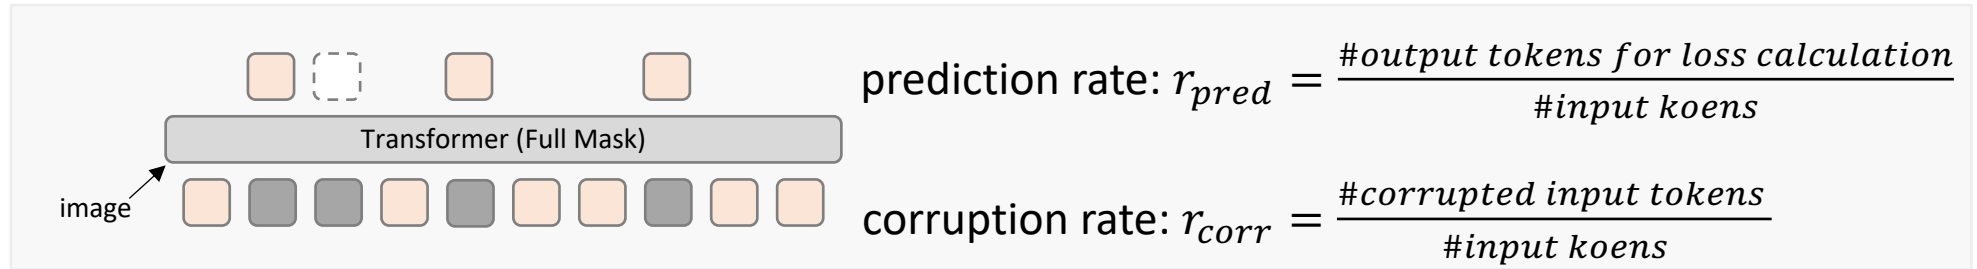 Transformer (Full Mask)
image
prediction rate: r_pred = #output tokens for loss calculation / #input koens
corruption rate: r_corr = #corrupted input tokens / #input koens